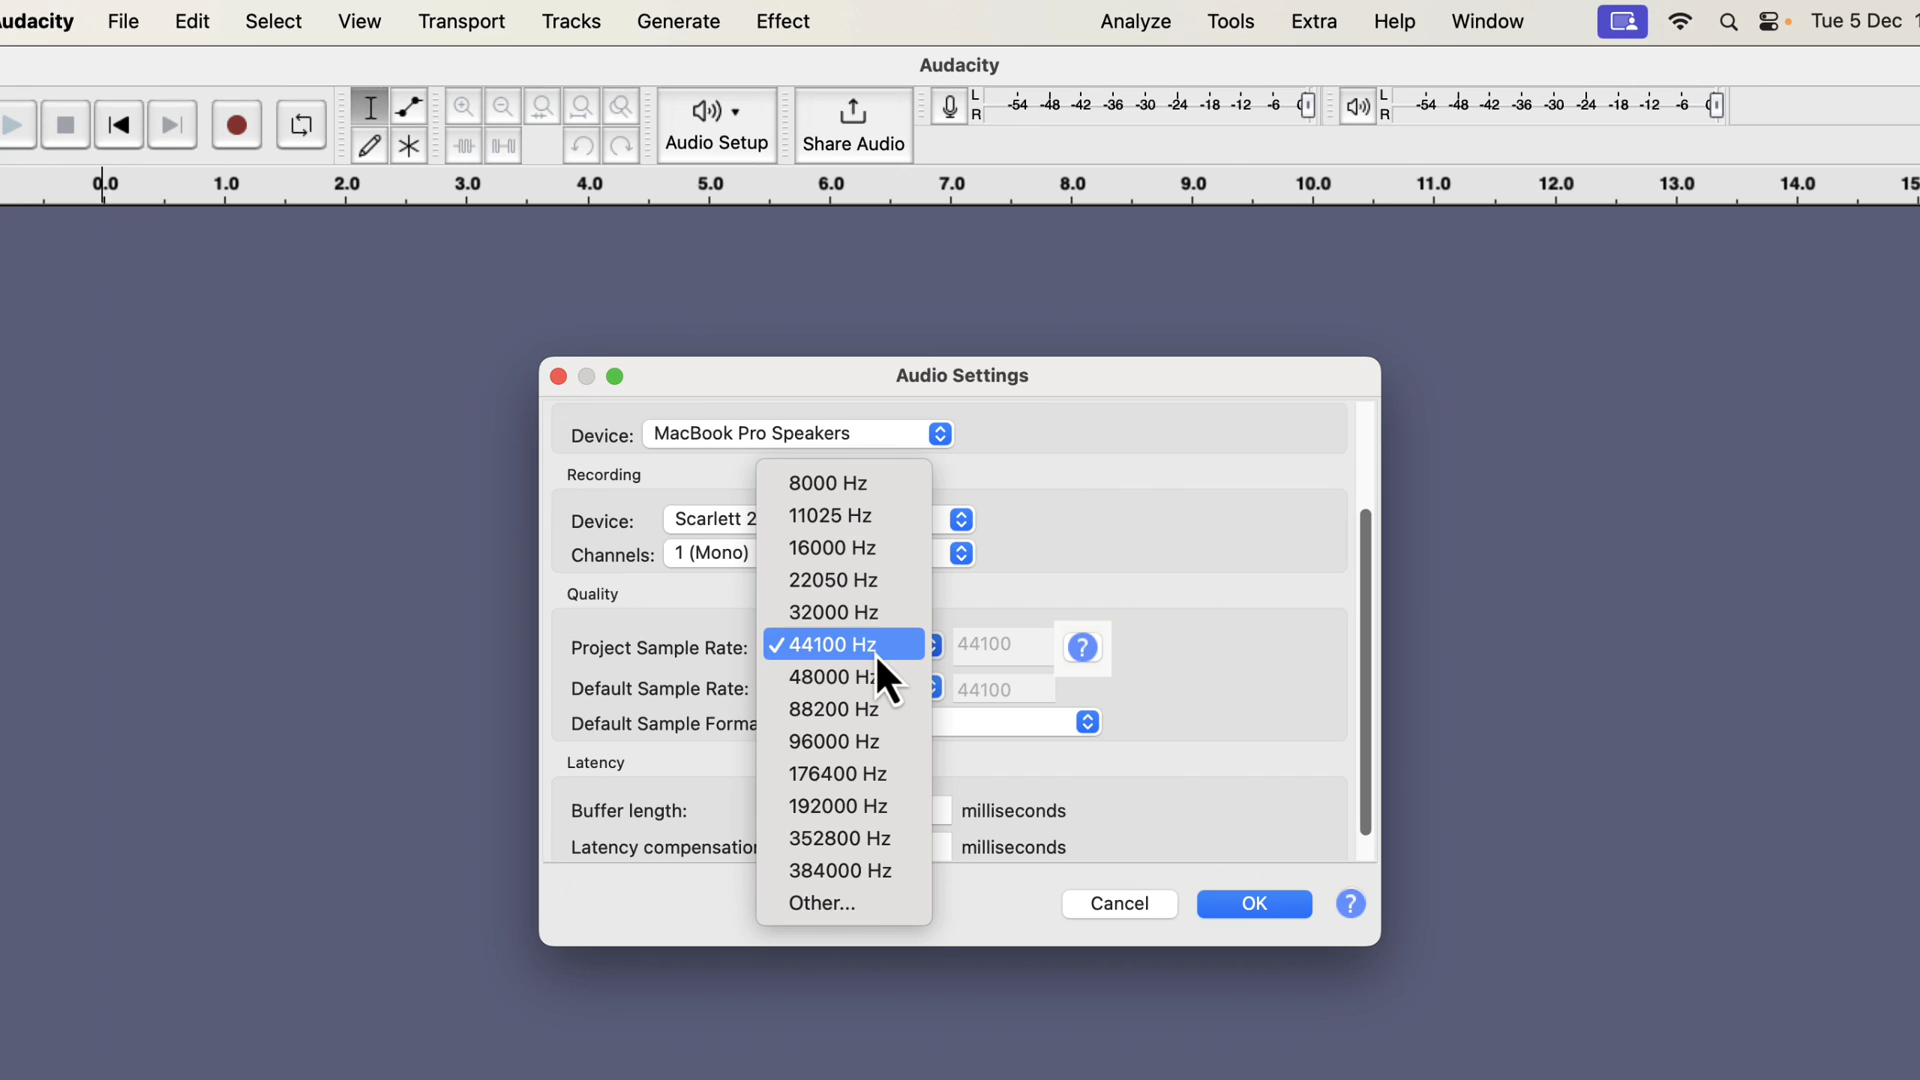 udacity File Edit Select View Transport Tracks Generate Effect Analyze Tools Extra Help Window Tue 5 Dec 1
Audacity
L
R
-54 -48 -42 -36 -30 -24 -18 -12 -6 0
L
R
-54 -48 -42 -36 -30 -24 -18 -12 -6 0
Audio Setup
Share Audio
0.0 1.0 2.0 3.0 4.0 5.0 6.0 7.0 8.0 9.0 10.0 11.0 12.0 13.0 14.0 15
Audio Settings
Device: MacBook Pro Speakers
Recording
Device: Scarlett 2
Channels: 1 (Mono)
Quality
Project Sample Rate: 44100 ?
Default Sample Rate: 44100
Default Sample Forma
Latency
Buffer length: milliseconds
Latency compensation milliseconds
8000 Hz
11025 Hz
16000 Hz
22050 Hz
32000 Hz
✓ 44100 Hz
48000 Hz
88200 Hz
96000 Hz
176400 Hz
192000 Hz
352800 Hz
384000 Hz
Other...
Cancel OK ?